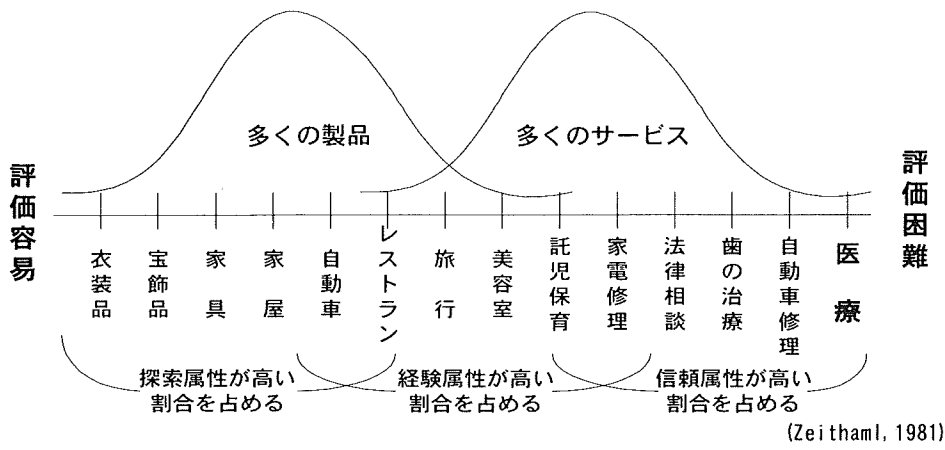 多くの製品
多くのサービス
評価容易
評価困難
衣装品
宝飾品
家具
家屋
自動車
レストラン
旅行
美容室
託児保育
家電修理
法律相談
歯の治療
自動車修理
医療
探索属性が高い
割合を占める
経験属性が高い
割合を占める
信頼属性が高い
割合を占める
(Zeithaml, 1981)